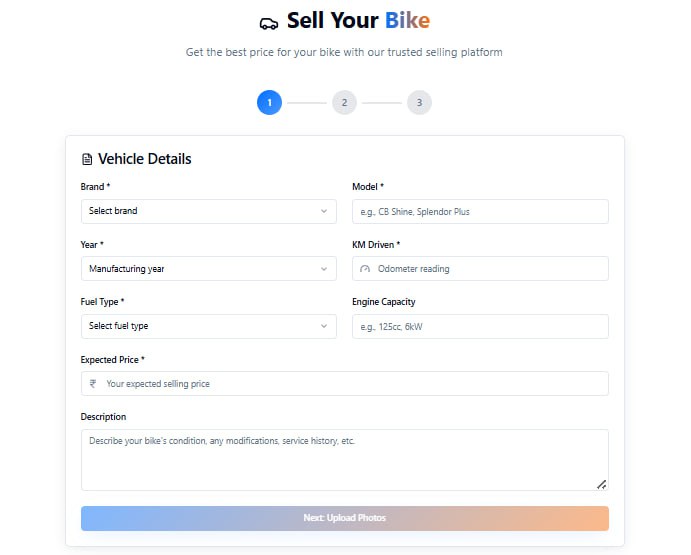 Sell Your Bike
Get the best price for your bike with our trusted selling platform
1 2 3
Vehicle Details
Brand * Model *
Select brand e.g., CB Shine, Splendor Plus
Year * KM Driven *
Manufacturing year Odometer reading
Fuel Type * Engine Capacity
Select fuel type e.g., 125cc, 6kW
Expected Price *
₹ Your expected selling price
Description
Describe your bike's condition, any modifications, service history, etc.
Next: Upload Photos